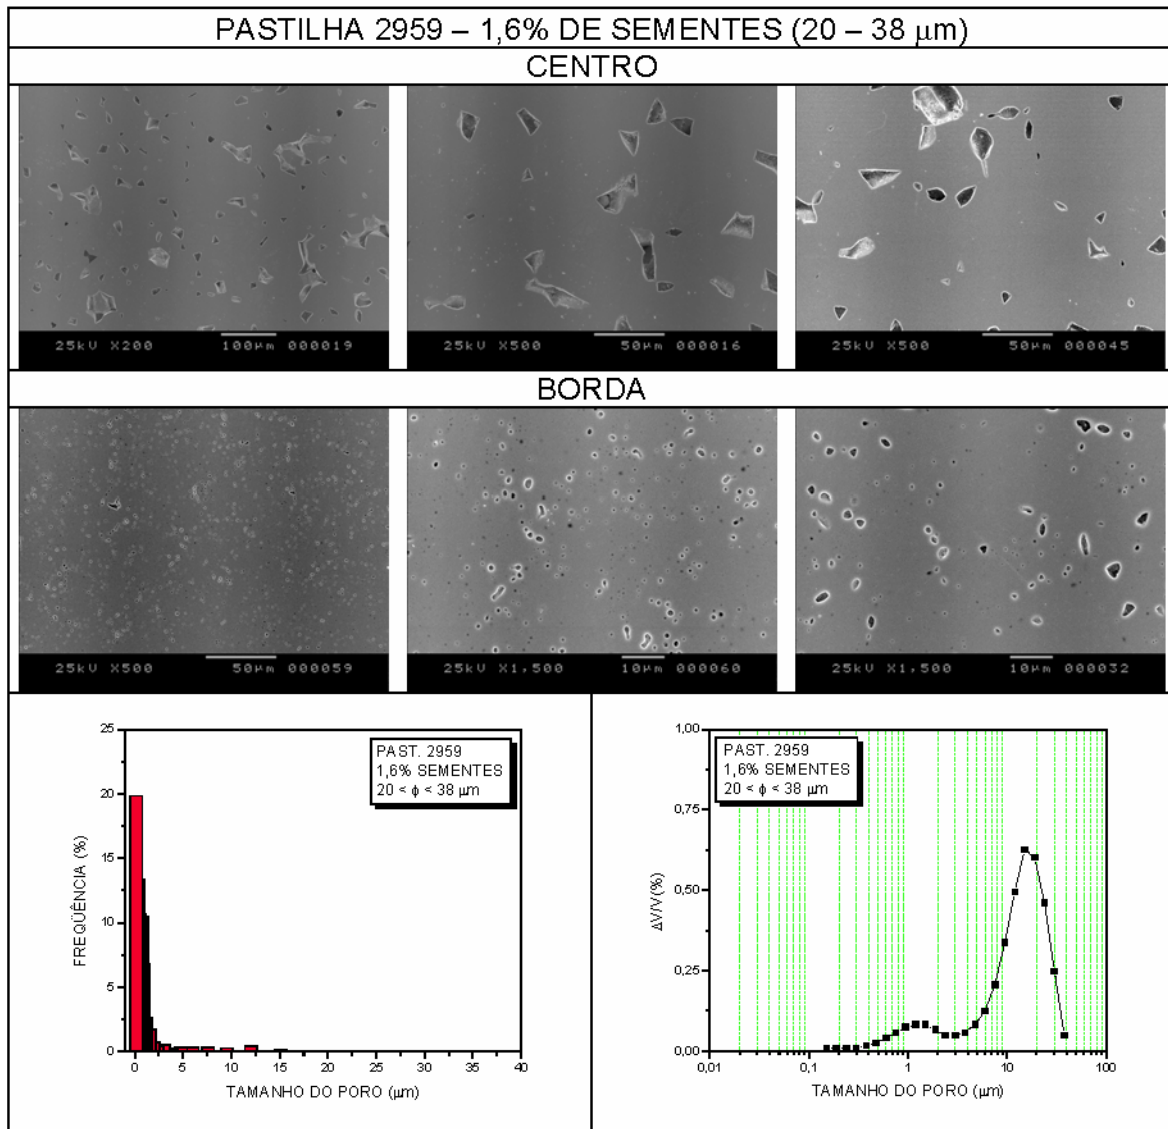 PASTILHA 2959 – 1,6% DE SEMENTES (20 – 38 µm)
CENTRO
25kV X200 100µm 000019
25kV X500 50µm 000016
25kV X500 50µm 000045
BORDA
25kV X500 50µm 000059
25kV X1,500 10µm 000060
25kV X1,500 10µm 000032
25
20
15
10
5
0
FREQÜÊNCIA (%)
PAST. 2959
1,6% SEMENTES
20 < ϕ < 38 µm
0 5 10 15 20 25 30 35 40
TAMANHO DO PORO (µm)
1,00
0,75
0,50
0,25
0,00
ΔV/V(%)
PAST. 2959
1,6% SEMENTES
20 < ϕ < 38 µm
0,01 0,1 1 10 100
TAMANHO DO PORO (µm)